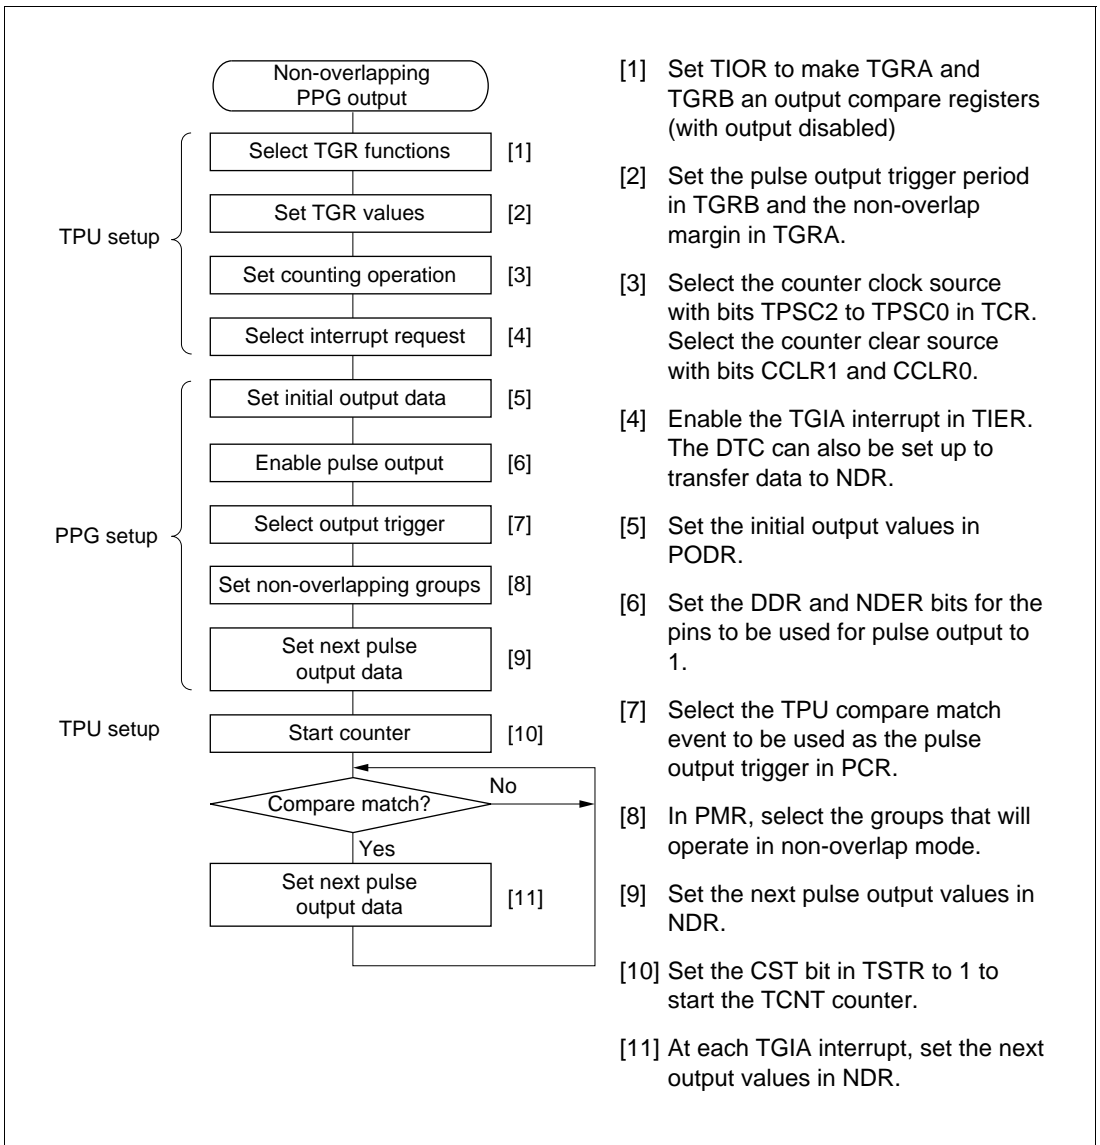 Non-overlapping
PPG output
TPU setup
Select TGR functions [1]
Set TGR values [2]
Set counting operation [3]
Select interrupt request [4]
PPG setup
Set initial output data [5]
Enable pulse output [6]
Select output trigger [7]
Set non-overlapping groups [8]
Set next pulse
output data [9]
TPU setup
Start counter [10]
Compare match?
No
Yes
Set next pulse
output data [11]
[1] Set TIOR to make TGRA and
TGRB an output compare registers
(with output disabled)
[2] Set the pulse output trigger period
in TGRB and the non-overlap
margin in TGRA.
[3] Select the counter clock source
with bits TPSC2 to TPSC0 in TCR.
Select the counter clear source
with bits CCLR1 and CCLR0.
[4] Enable the TGIA interrupt in TIER.
The DTC can also be set up to
transfer data to NDR.
[5] Set the initial output values in
PODR.
[6] Set the DDR and NDER bits for the
pins to be used for pulse output to
1.
[7] Select the TPU compare match
event to be used as the pulse
output trigger in PCR.
[8] In PMR, select the groups that will
operate in non-overlap mode.
[9] Set the next pulse output values in
NDR.
[10] Set the CST bit in TSTR to 1 to
start the TCNT counter.
[11] At each TGIA interrupt, set the next
output values in NDR.